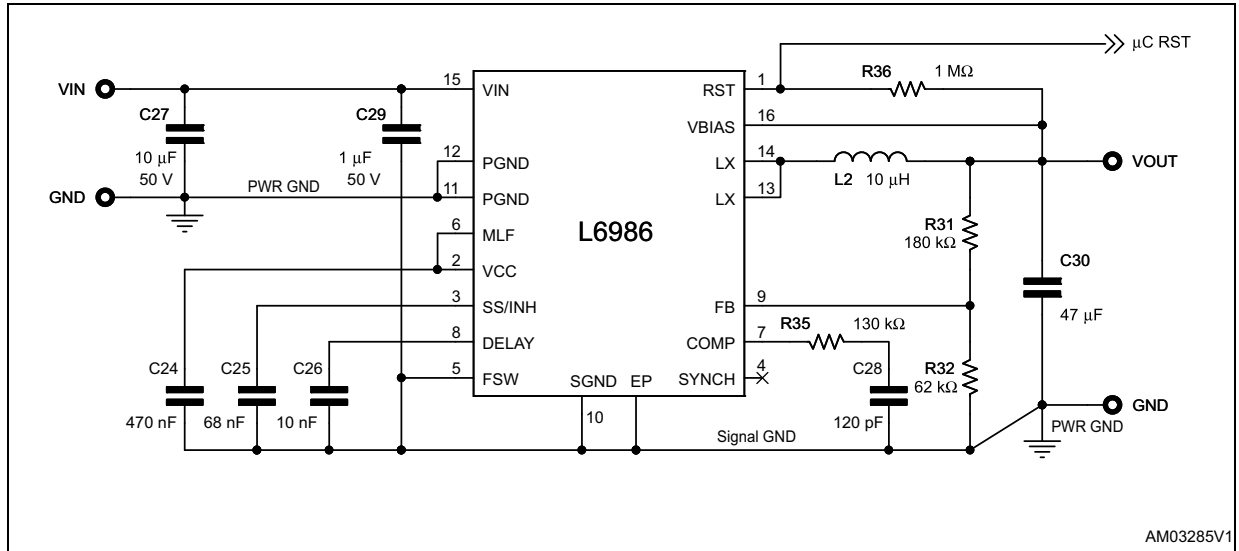 µC RST
R36
1 MΩ
VIN
15
VIN
RST
1
C27
C29
VBIAS
16
10 µF
50 V
1 µF
50 V
12
PGND
LX
14
VOUT
L2
10 µH
GND
PWR GND
11
PGND
LX
13
6
MLF
L6986
R31
180 kΩ
2
VCC
C30
47 µF
3
SS/INH
FB
9
R35
130 kΩ
8
DELAY
COMP
7
C24
C25
C26
C28
4
R32
62 kΩ
5
FSW
SGND
EP
SYNCH
470 nF
68 nF
10 nF
10
120 pF
GND
PWR GND
Signal GND
AM03285V1